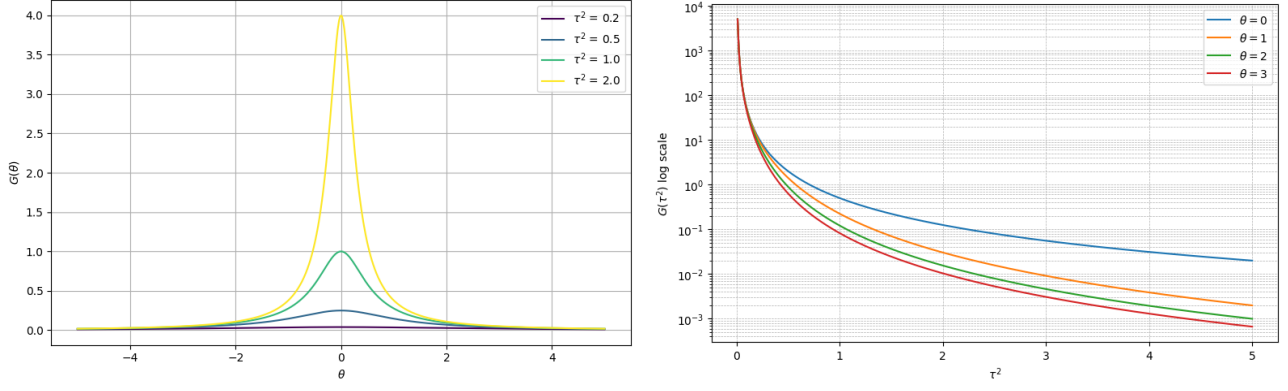 4.0
3.5
3.0
2.5
2.0
1.5
1.0
0.5
0.0
G(θ)
−4
−2
0
2
4
θ
τ² = 0.2
τ² = 0.5
τ² = 1.0
τ² = 2.0
10⁴
10³
10²
10¹
10⁰
10⁻¹
10⁻²
10⁻³
G(τ²) log scale
0
1
2
3
4
5
τ²
θ = 0
θ = 1
θ = 2
θ = 3